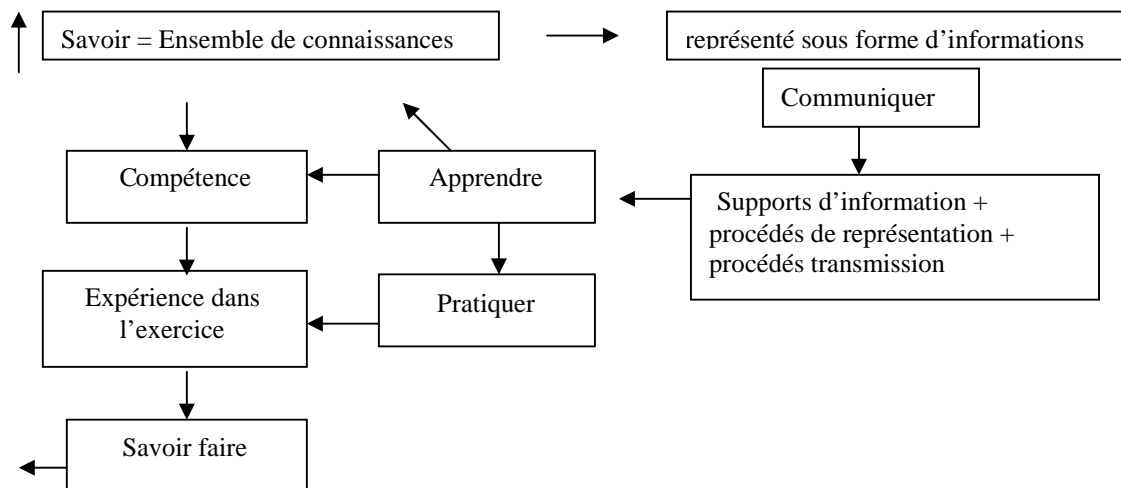 Savoir = Ensemble de connaissances
représenté sous forme d’informations
Communiquer
Compétence
Apprendre
Supports d’information +
procédés de représentation +
procédés transmission
Expérience dans
l’exercice
Pratiquer
Savoir faire